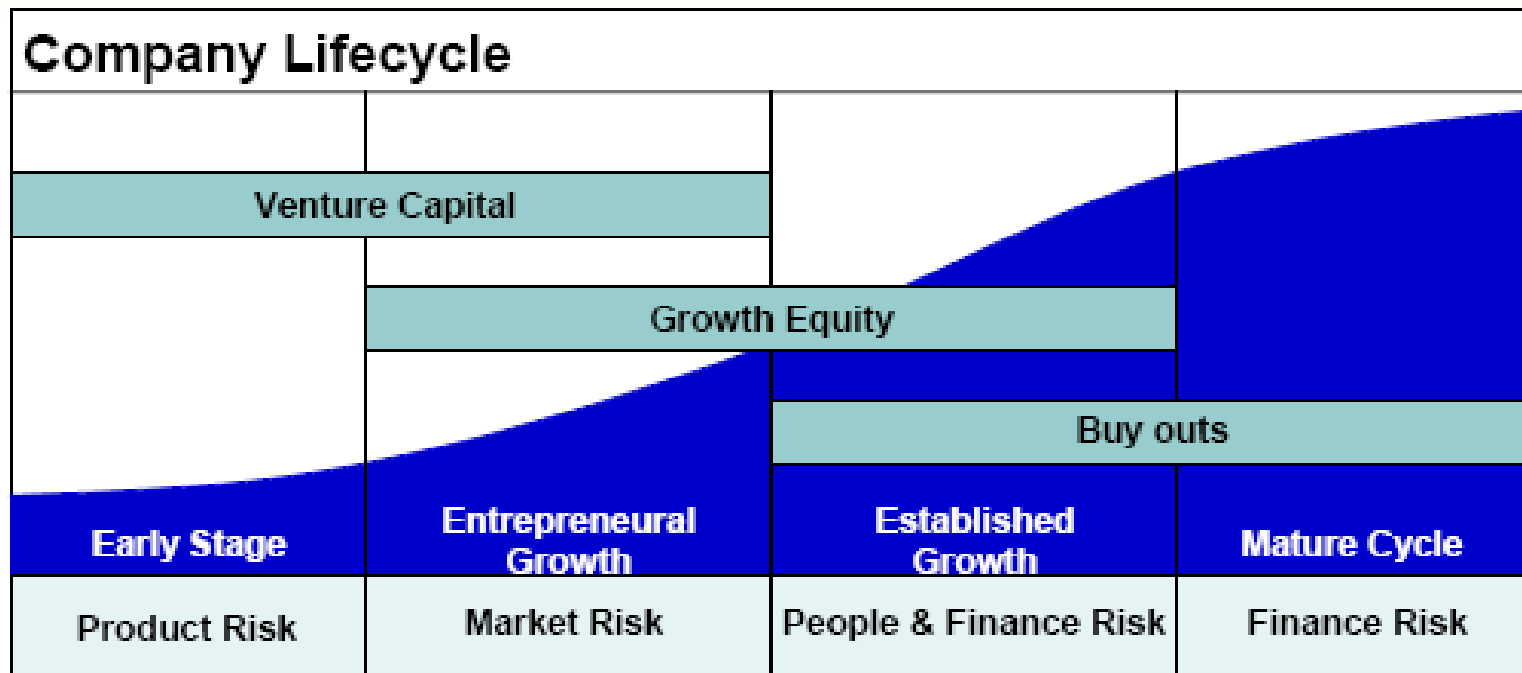 Company Lifecycle
Venture Capital
Growth Equity
Buy outs
Early Stage
Entrepreneural
Growth
Established
Growth
Mature Cycle
Product Risk
Market Risk
People & Finance Risk
Finance Risk